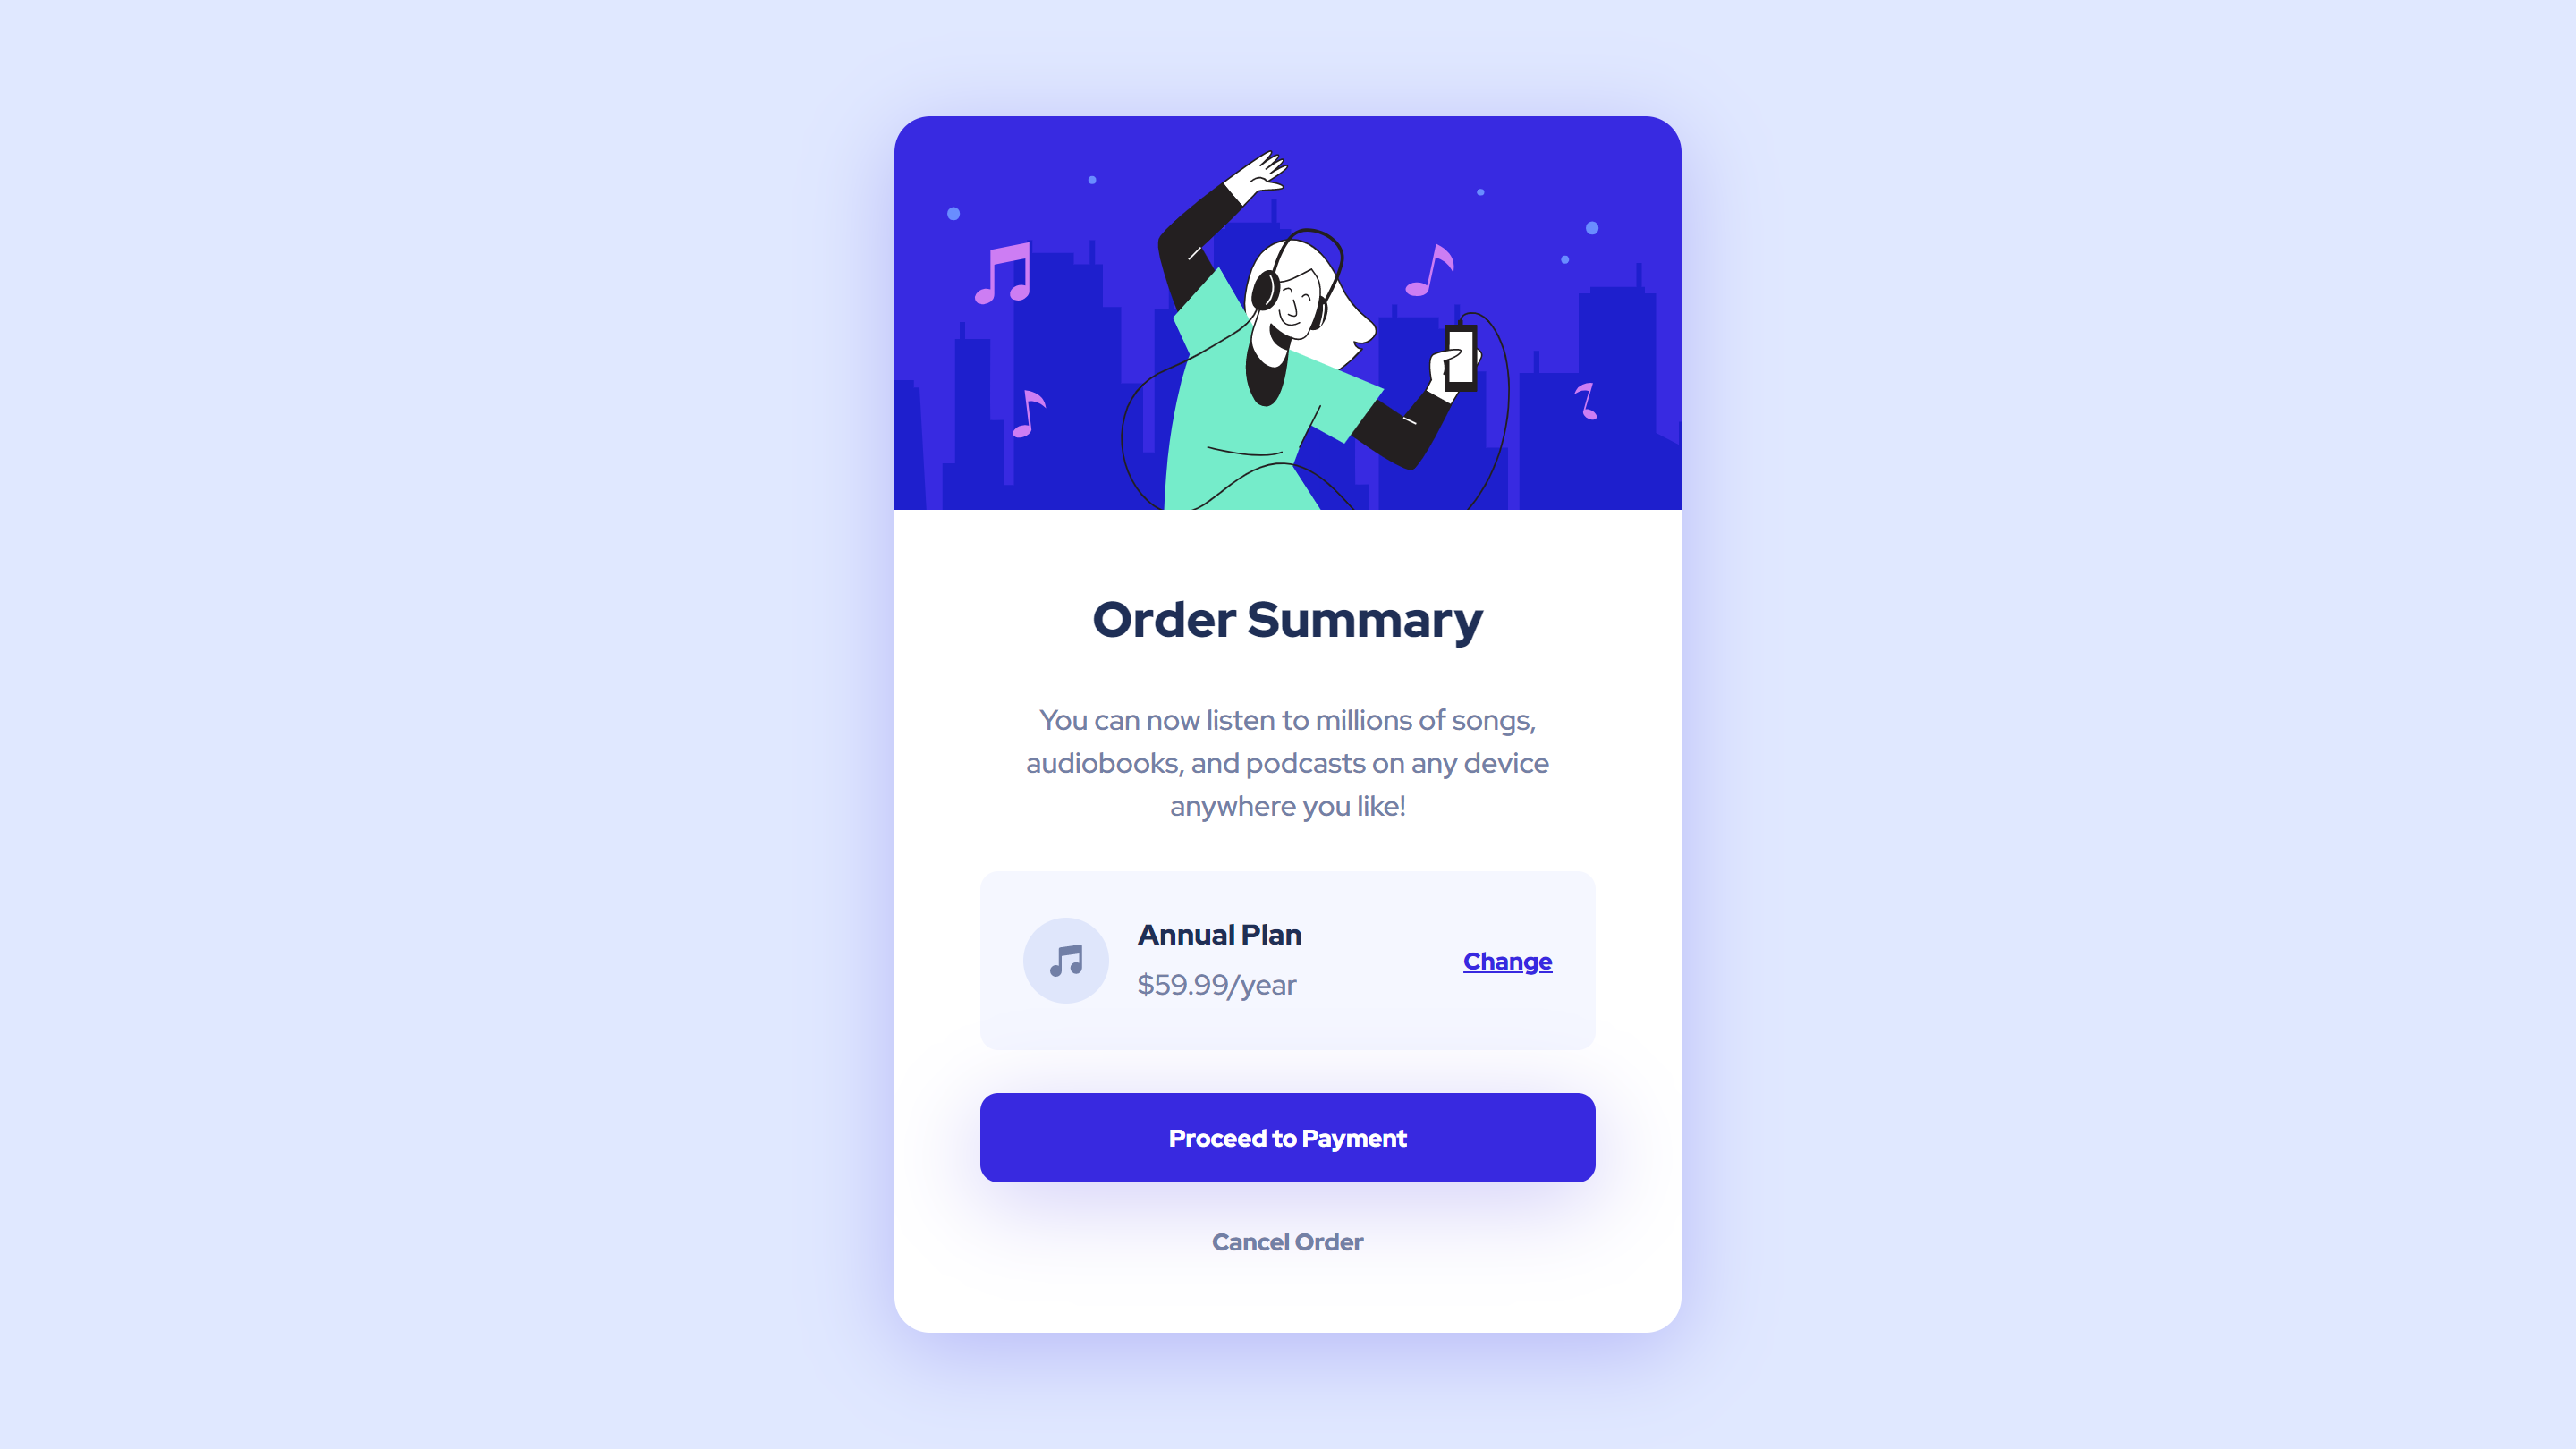 Order Summary
You can now listen to millions of songs,
audiobooks, and podcasts on any device
anywhere you like!
Annual Plan
$59.99/year
Change
Proceed to Payment
Cancel Order